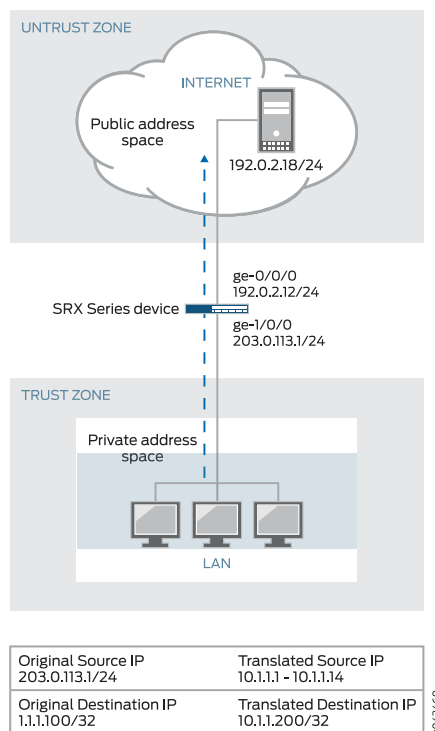 UNTRUST ZONE
INTERNET
Public address
space
192.0.2.18/24
ge-0/0/0
192.0.2.12/24
SRX Series device
ge-1/0/0
203.0.113.1/24
TRUST ZONE
Private address
space
LAN
Original Source IP
203.0.113.1/24
Translated Source IP
10.1.1.1 - 10.1.1.14
Original Destination IP
1.1.1.100/32
Translated Destination IP
10.1.1.200/32